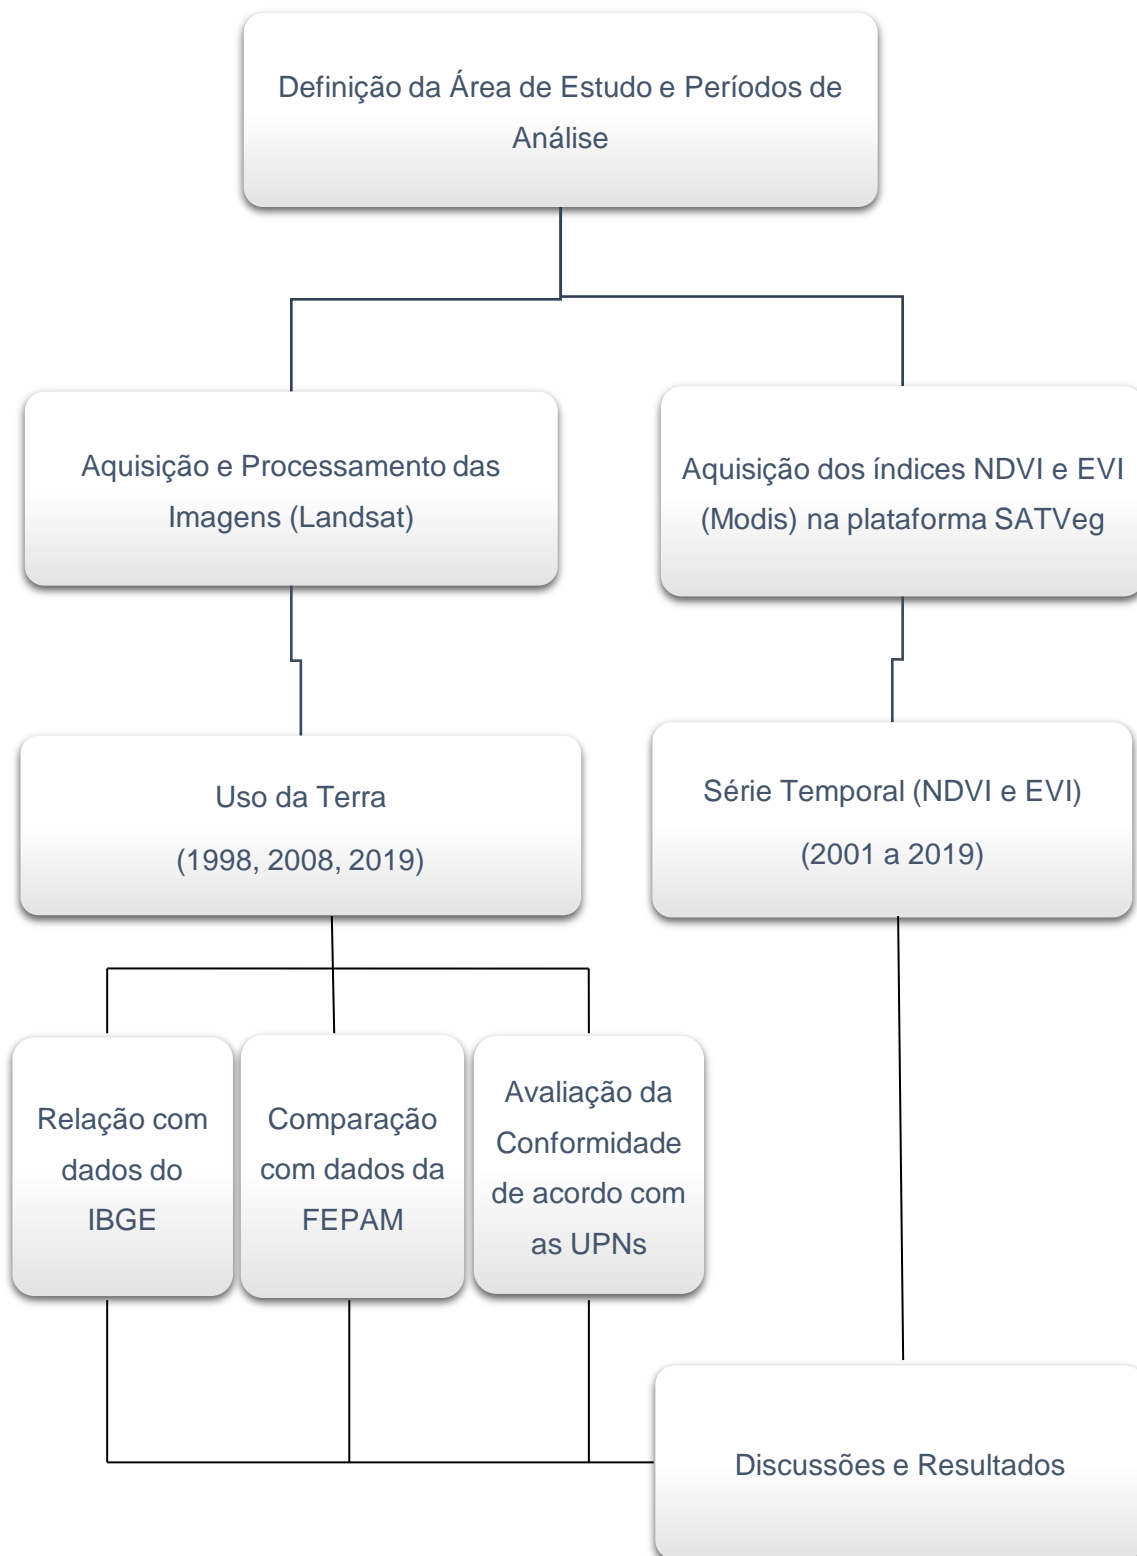 Definição da Área de Estudo e Períodos de
Análise
Aquisição e Processamento das
Imagens (Landsat)
Aquisição dos índices NDVI e EVI
(Modis) na plataforma SATVeg
Uso da Terra
(1998, 2008, 2019)
Série Temporal (NDVI e EVI)
(2001 a 2019)
Relação com
dados do
IBGE
Comparação
com dados da
FEPAM
Avaliação da
Conformidade
de acordo com
as UPNs
Discussões e Resultados